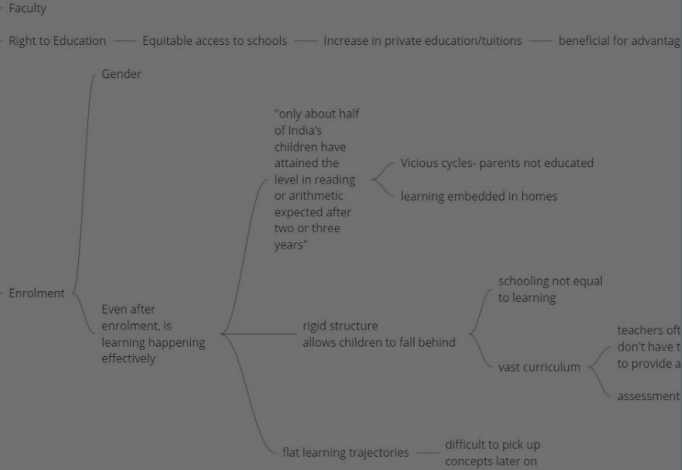 Faculty
Right to Education
Equitable access to schools
Increase in private education/tuitions
beneficial for advantag
Gender
"only about half
of India's
children have
attained the
level in reading
or arithmetic
expected after
two or three
years"
Vicious cycles- parents not educated
learning embedded in homes
Enrolment
Even after
enrolment, is
learning happening
effectively
rigid structure
allows children to fall behind
schooling not equal
to learning
vast curriculum
teachers oft
don't have t
to provide a
assessment
flat learning trajectories
difficult to pick up
concepts later on